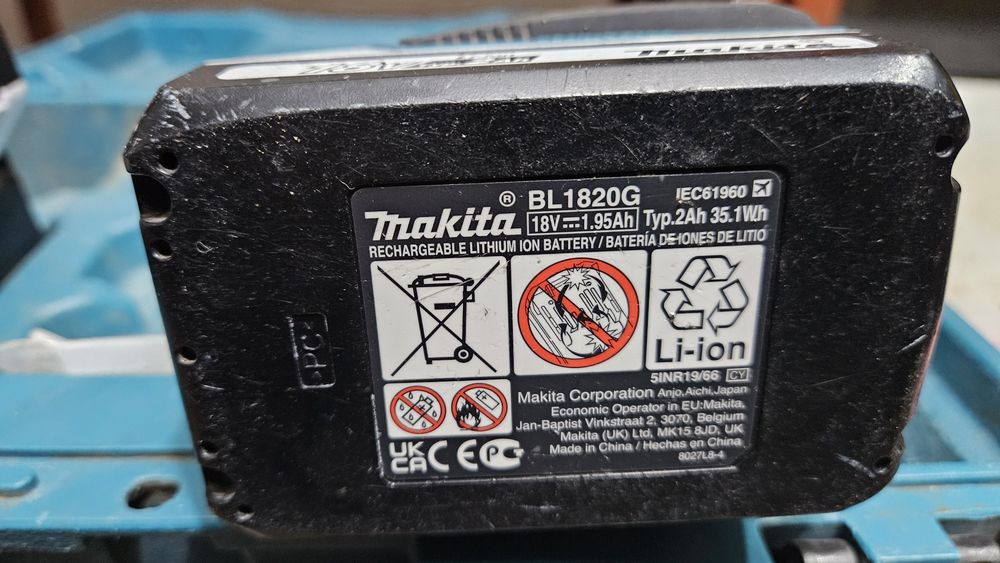 makita
makita® BL1820G IEC61960
18V 1.95Ah Typ.2Ah 35.1Wh
RECHARGEABLE LITHIUM ION BATTERY / BATERÍA DE IONES DE LITIO
Li-ion
5INR19/66 CY
Makita Corporation Anjo,Aichi,Japan
Economic Operator in EU:Makita,
Jan-Baptist Vinkstraat 2, 3070, Belgium
Makita (UK) Ltd, MK15 8JD, UK
Made in China / Hechas en China
8027L8-4
UK
CA CE
>PC<